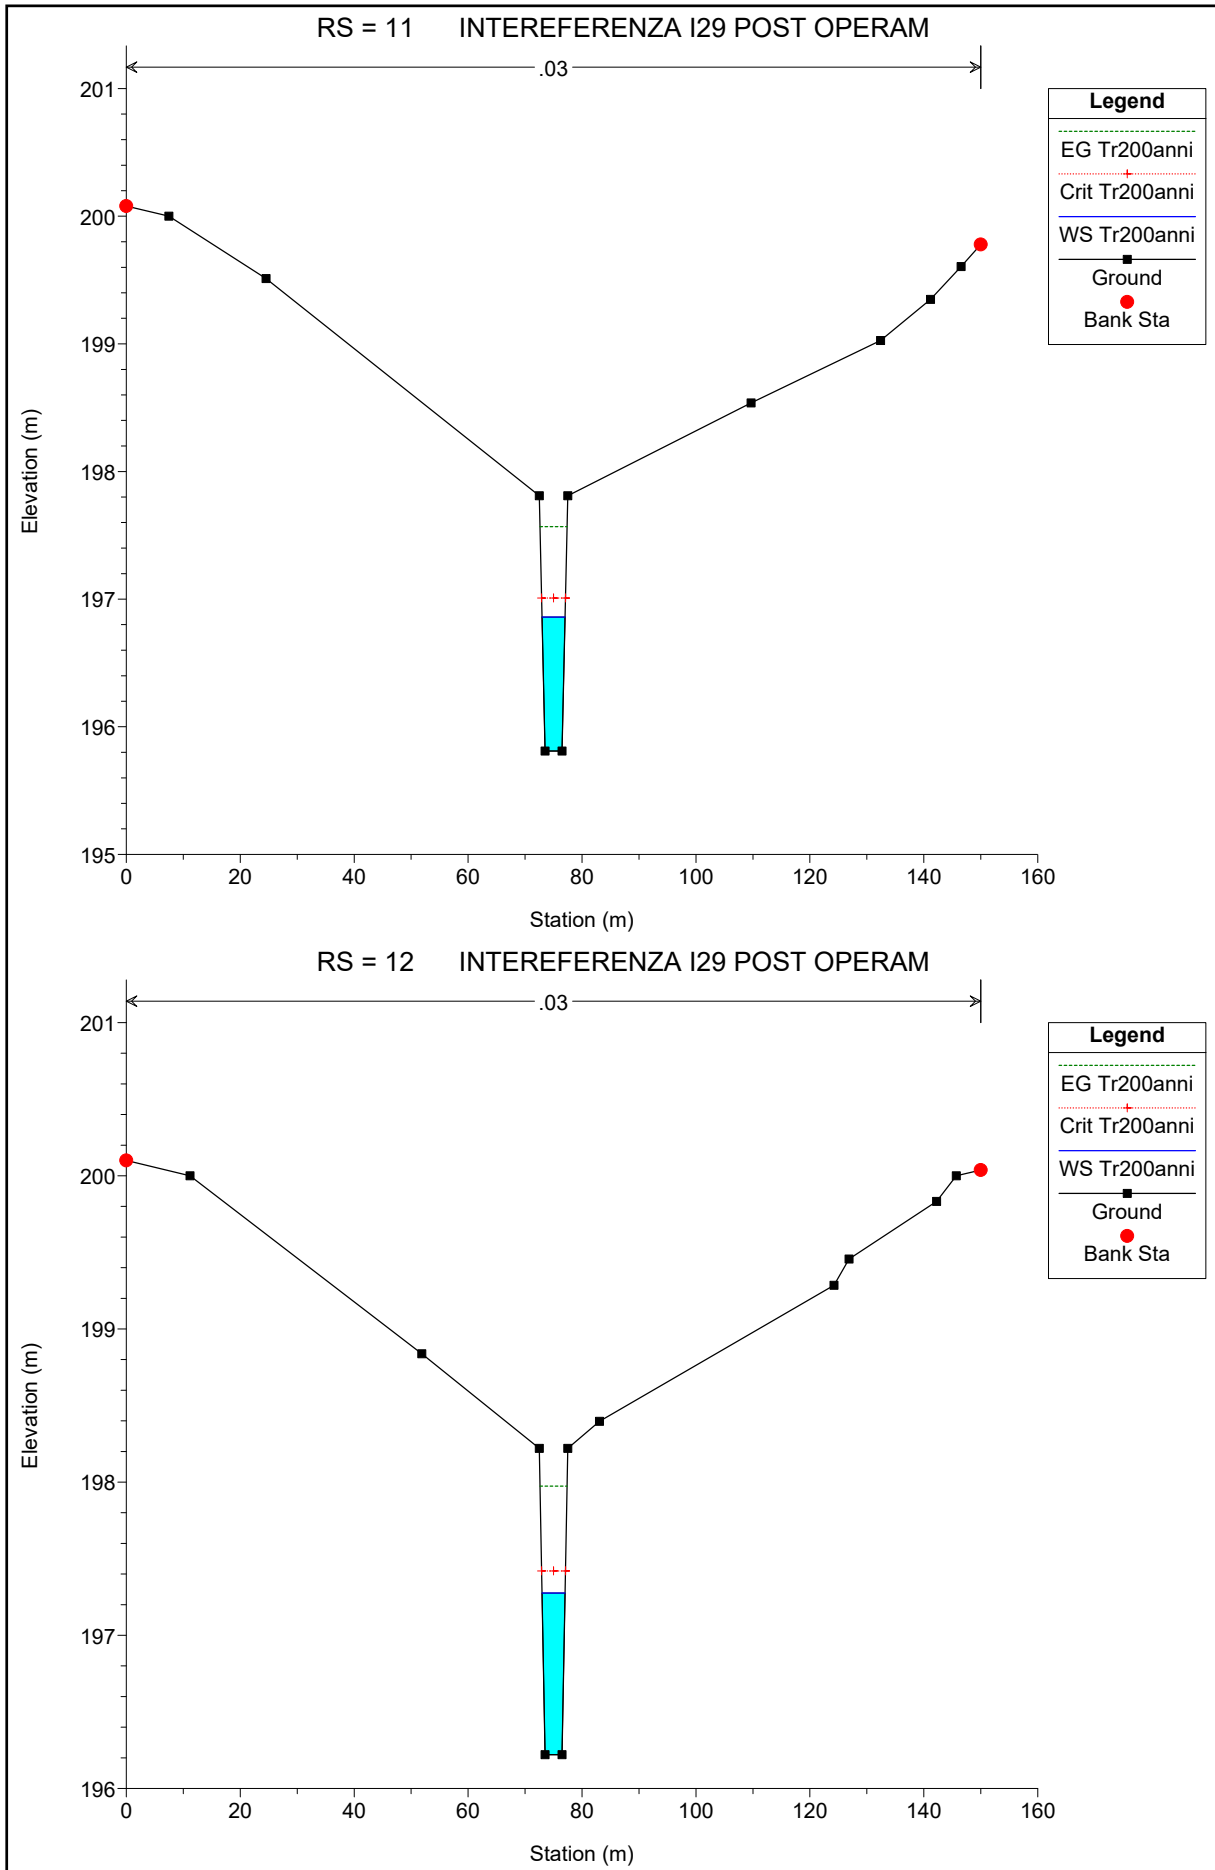 RS = 11 INTEREFERENZA I29 POST OPERAM
.03
201
200
199
198
197
196
195
0 20 40 60 80 100 120 140 160
Station (m)
Elevation (m)
Legend
EG Tr200anni
Crit Tr200anni
WS Tr200anni
Ground
Bank Sta
RS = 12 INTEREFERENZA I29 POST OPERAM
.03
201
200
199
198
197
196
0 20 40 60 80 100 120 140 160
Station (m)
Elevation (m)
Legend
EG Tr200anni
Crit Tr200anni
WS Tr200anni
Ground
Bank Sta